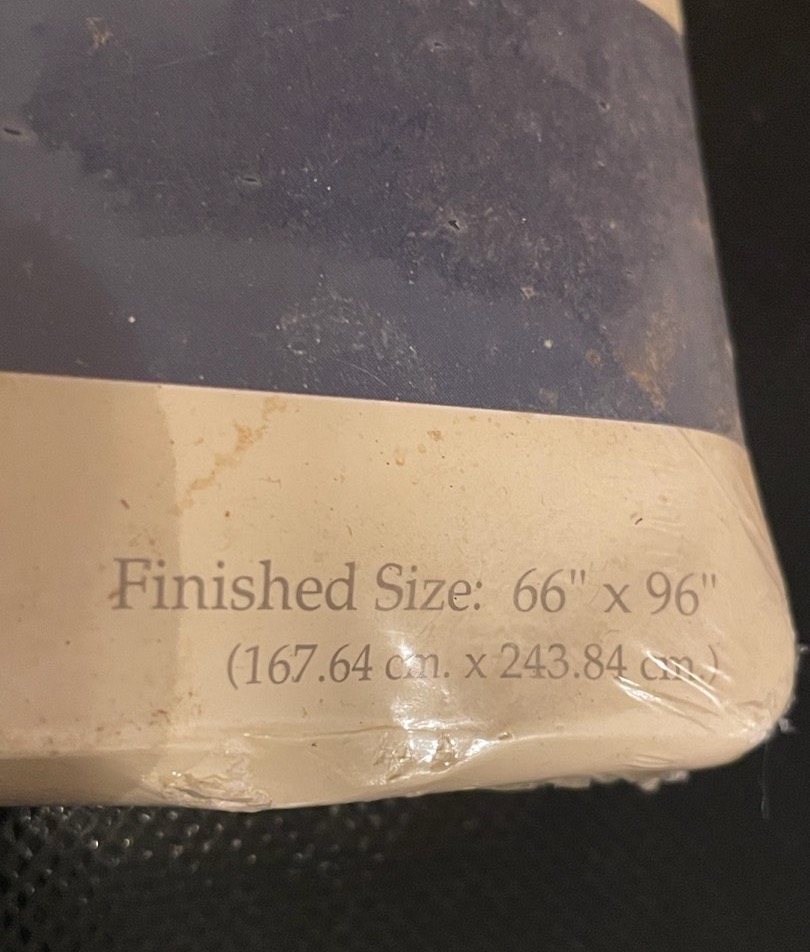 Finished Size: 66" x 96"
(167.64 cm. x 243.84 cm.)